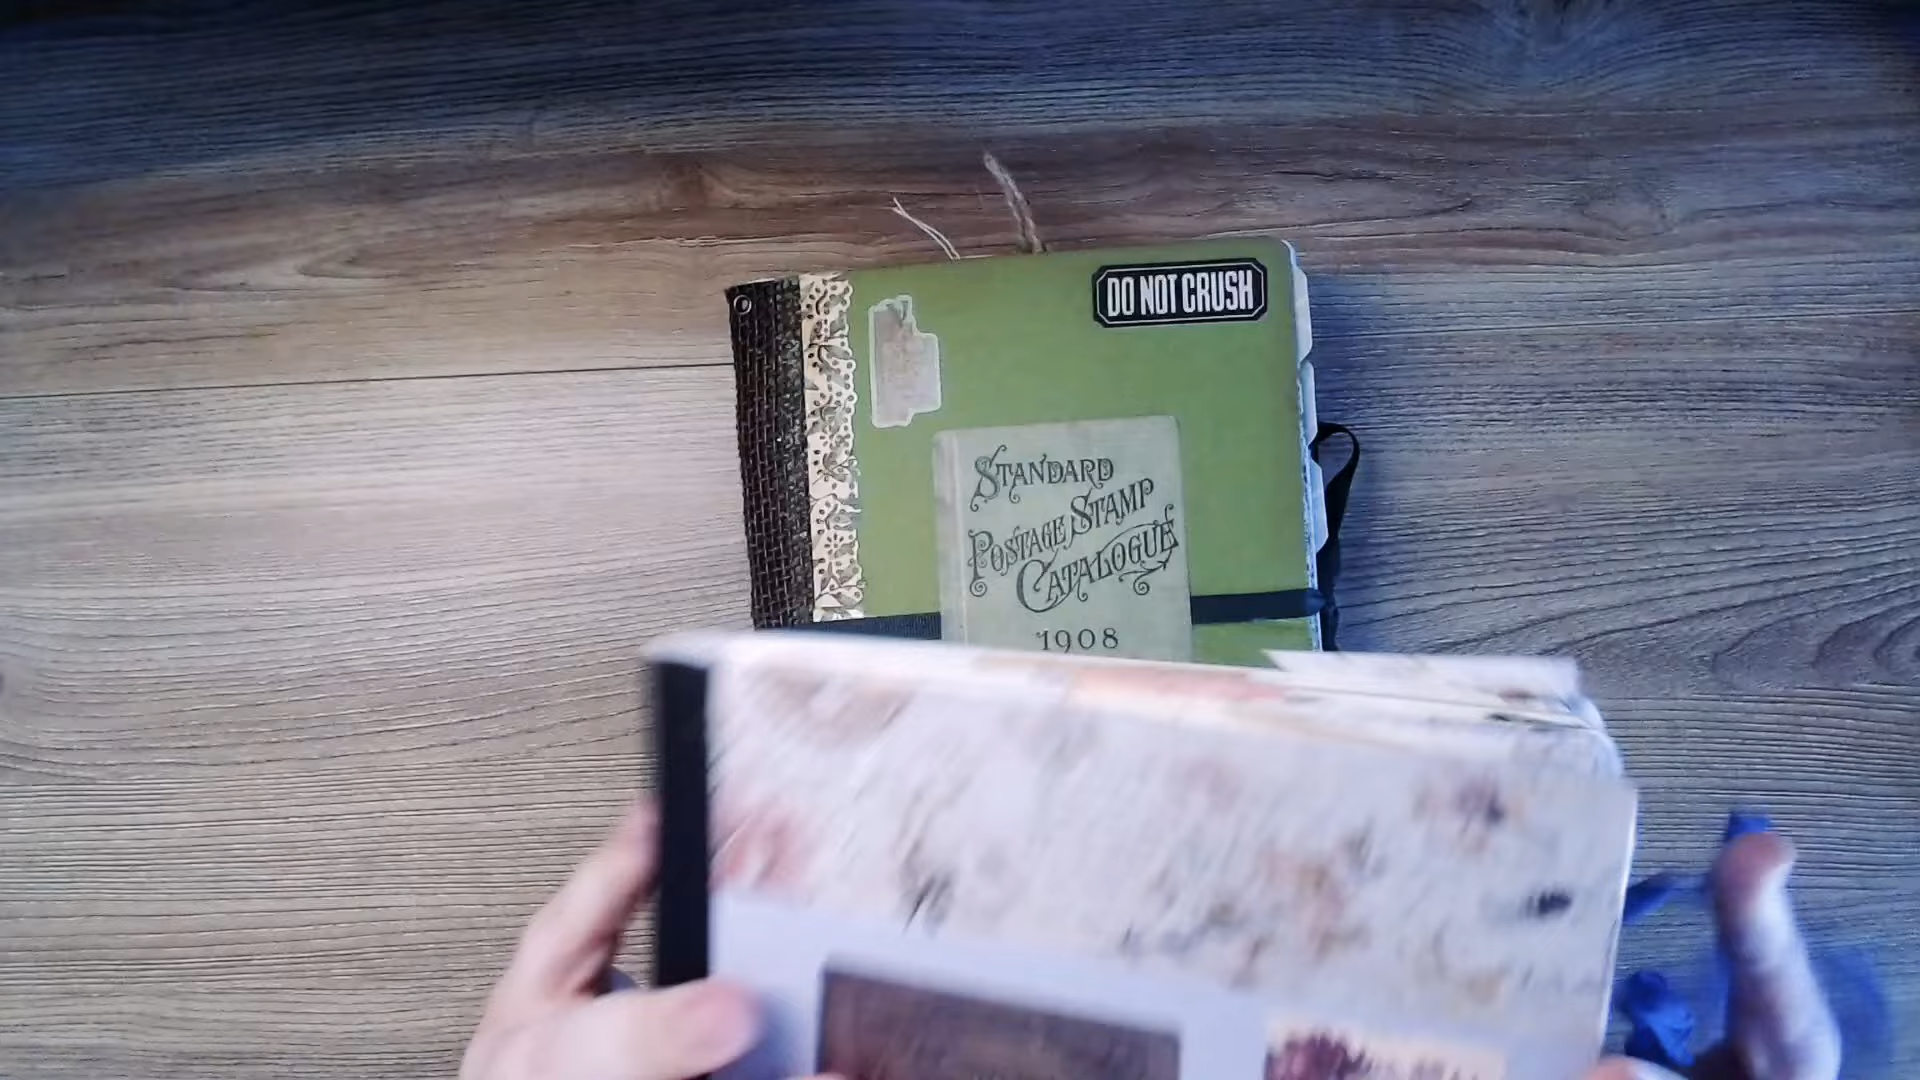 DO NOT CRUSH
STANDARD
POSTAGE STAMP
CATALOGUE
1908